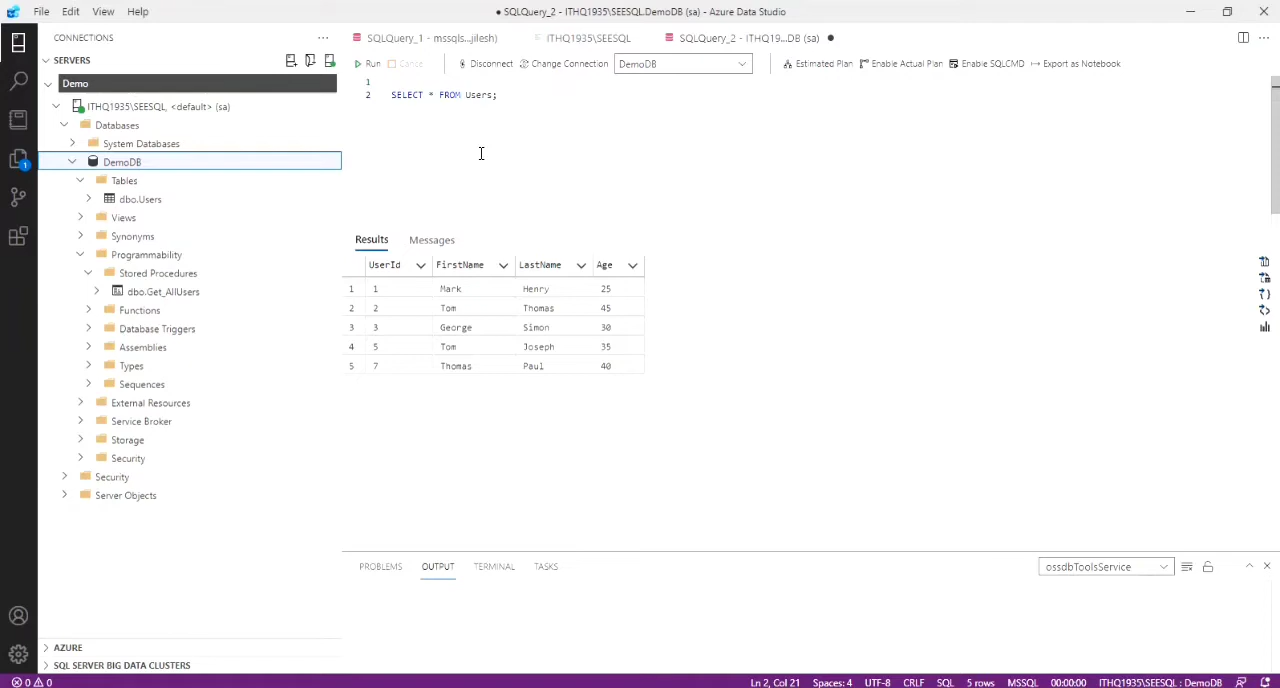 File Edit View Help
● SQLQuery_2 - ITHQ1935\SEESQL.DemoDB (sa) - Azure Data Studio
CONNECTIONS
SQLQuery_1 - mssqls...jilesh)
ITHQ1935\SEESQL
SQLQuery_2 - ITHQ19...DB (sa) ●
SERVERS
Run Cancel Disconnect Change Connection DemoDB Estimated Plan Enable Actual Plan Enable SQLCMD Export as Notebook
Demo
1
2 SELECT * FROM Users;
ITHQ1935\SEESQL, <default> (sa)
Databases
System Databases
DemoDB
Tables
dbo.Users
Views
Synonyms
Programmability
Stored Procedures
dbo.Get_AllUsers
Functions
Database Triggers
Assemblies
Types
Sequences
External Resources
Service Broker
Storage
Security
Security
Server Objects
1
Results Messages
UserId FirstName LastName Age
1 1 Mark Henry 25
2 2 Tom Thomas 45
3 3 George Simon 30
4 5 Tom Joseph 35
5 7 Thomas Paul 40
PROBLEMS OUTPUT TERMINAL TASKS
ossdbToolsService
AZURE
SQL SERVER BIG DATA CLUSTERS
0 0
Ln 2, Col 21 Spaces: 4 UTF-8 CRLF SQL 5 rows MSSQL 00:00:00 ITHQ1935\SEESQL : DemoDB